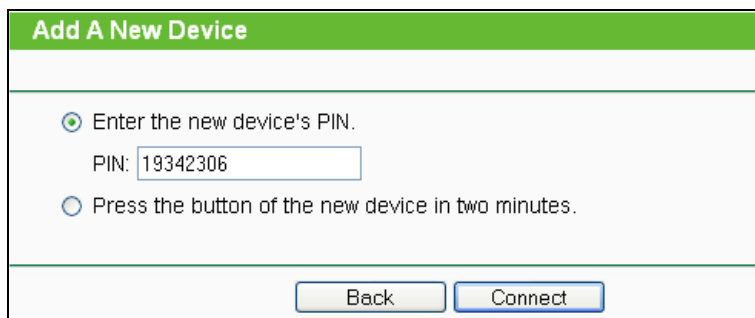 Add A New Device
Enter the new device's PIN.
PIN: 19342306
Press the button of the new device in two minutes.
Back Connect